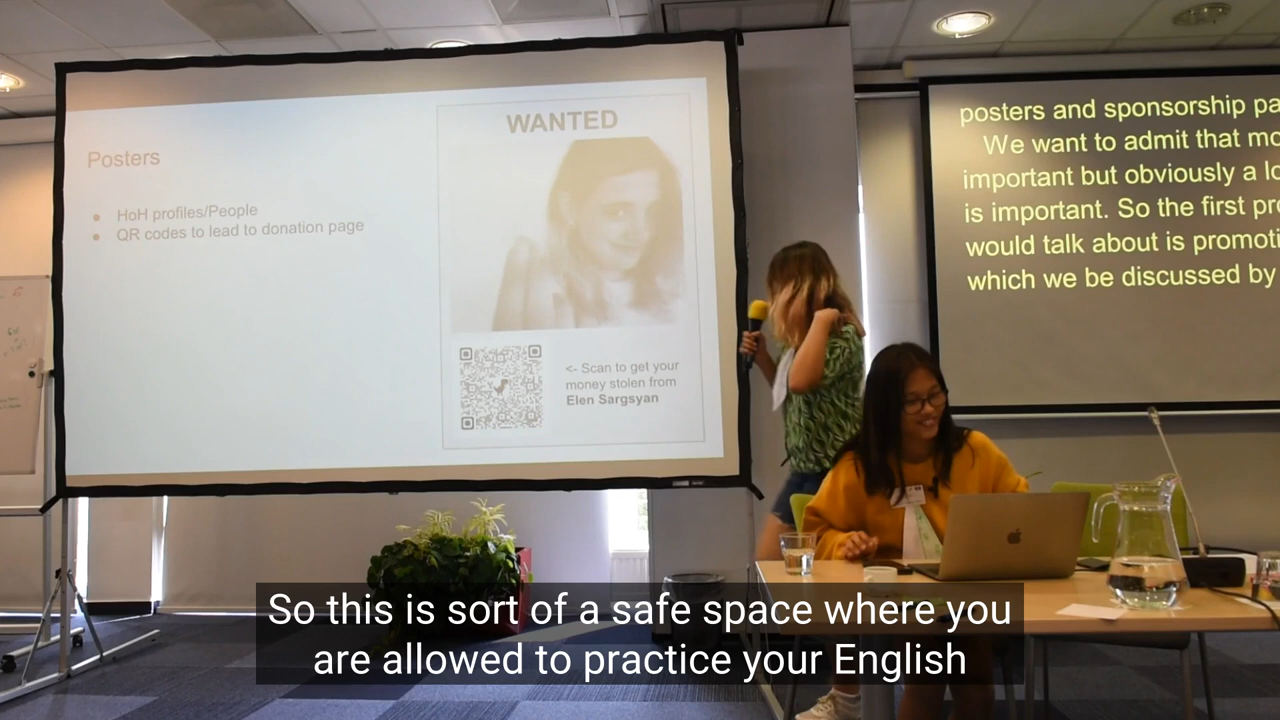 Posters
HoH profiles/People
QR codes to lead to donation page
WANTED
<- Scan to get your
money stolen from
Elen Sargsyan
posters and sponsorship pa
We want to admit that mo
important but obviously a lo
is important. So the first pro
would talk about is promoti
which we be discussed by
So this is sort of a safe space where you
are allowed to practice your English